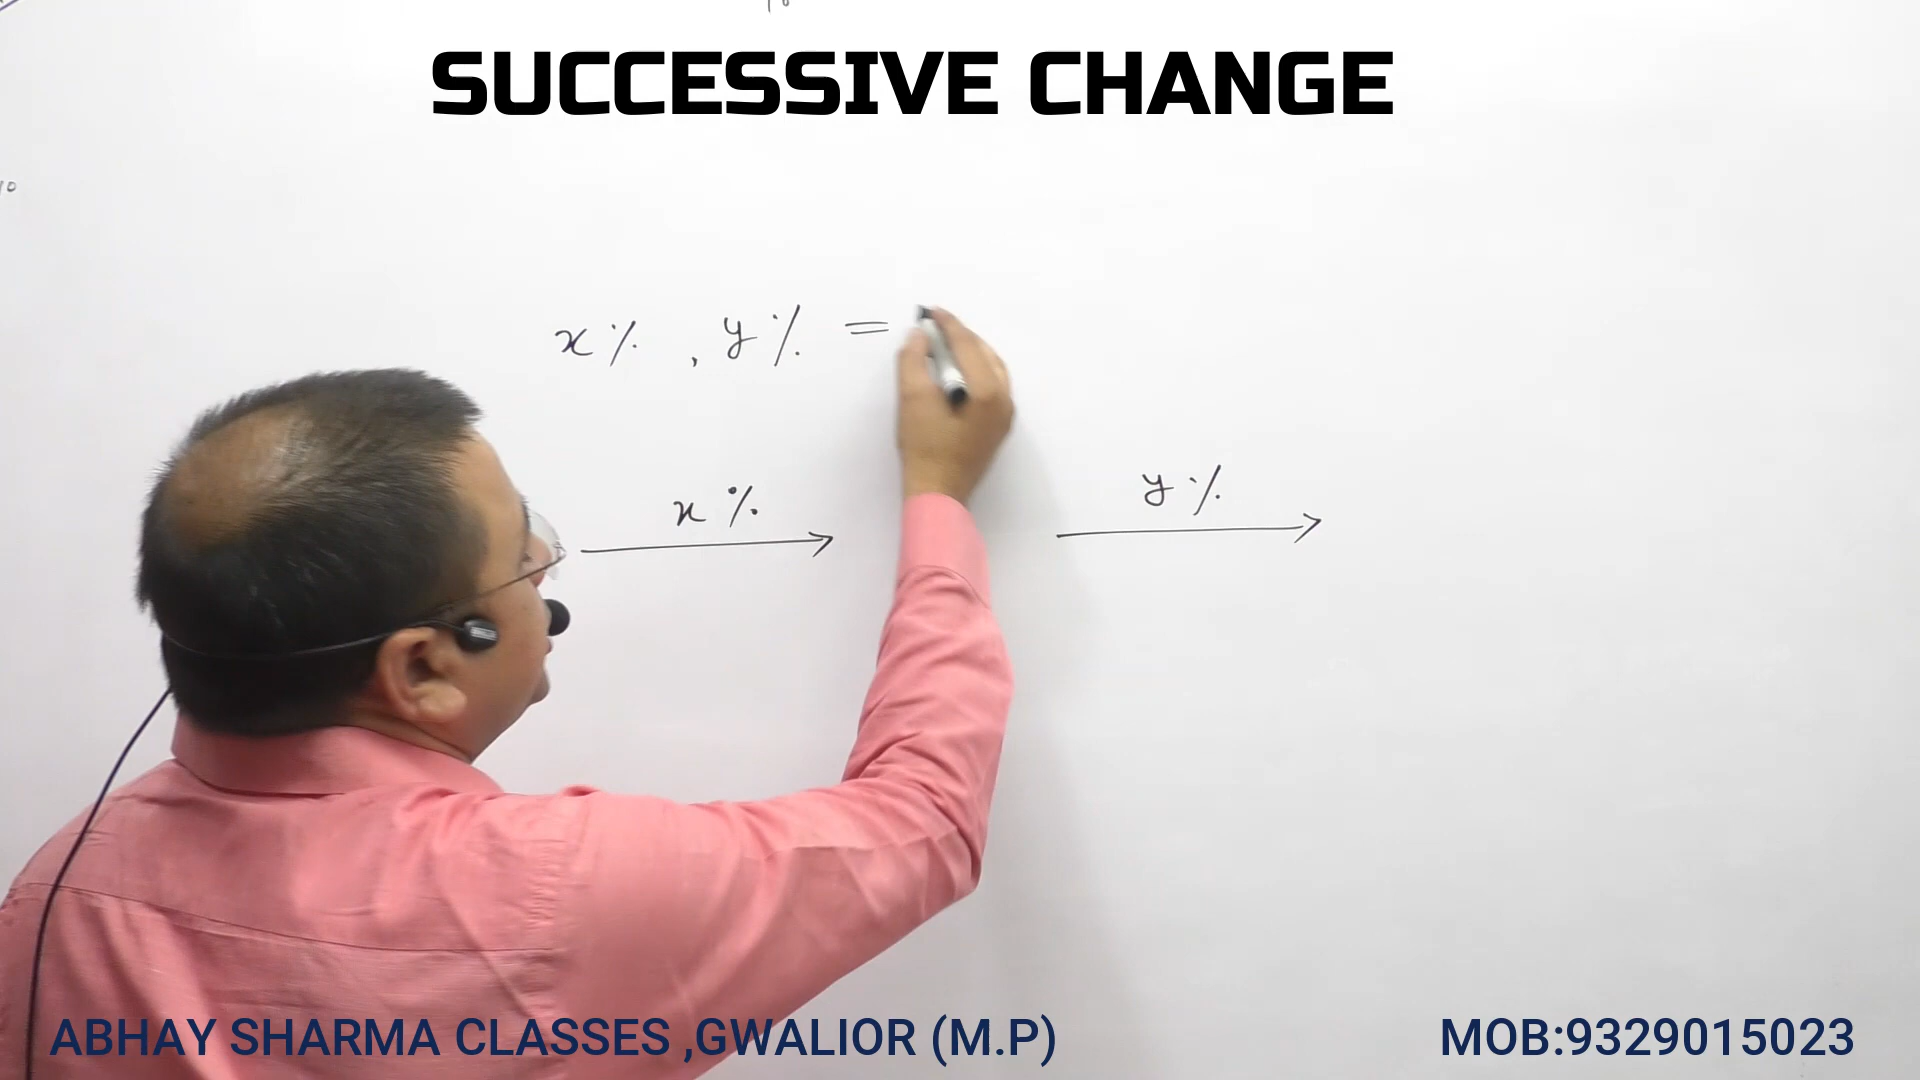 SUCCESSIVE CHANGE
x% , y% =
x% y%
ABHAY SHARMA CLASSES ,GWALIOR (M.P)
MOB:9329015023